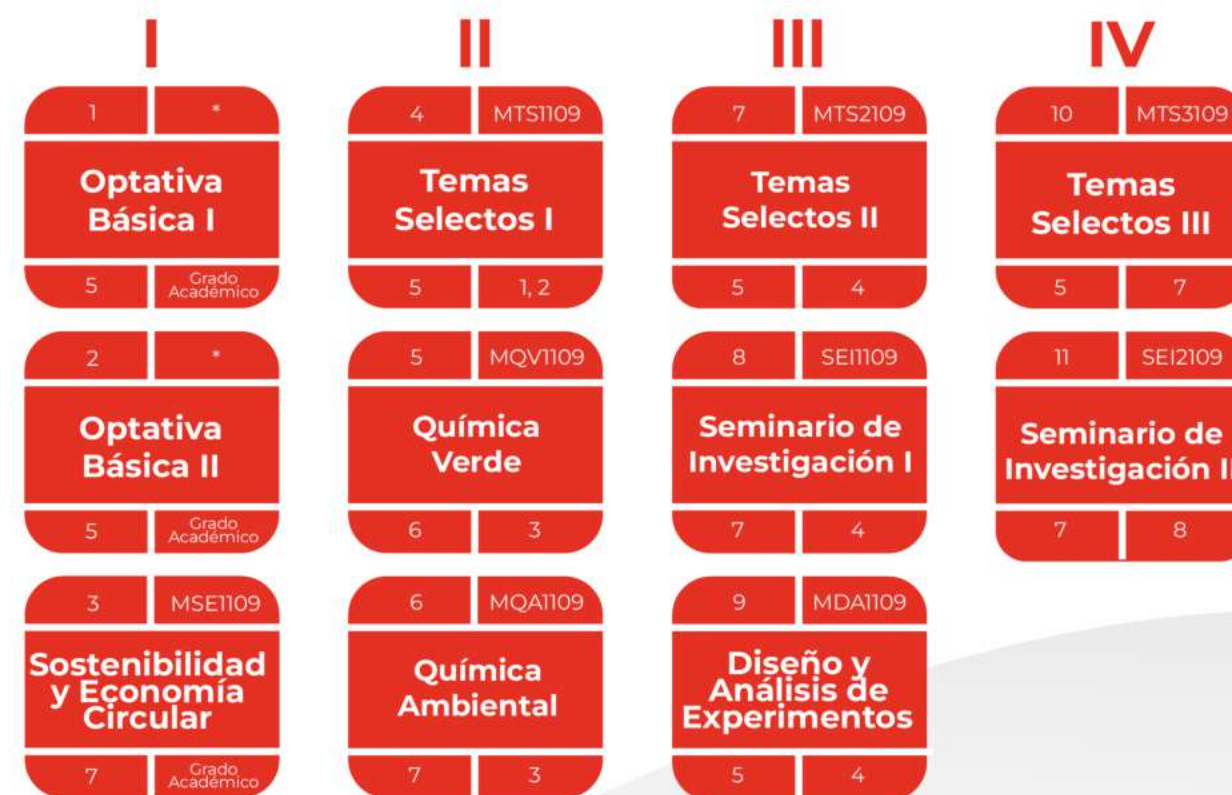 I
II
III
IV
1
*
Optativa
Básica I
5
Grado
Académico
4
MTS1109
Temas
Selectos I
5
1, 2
7
MTS2109
Temas
Selectos II
5
4
10
MTS3109
Temas
Selectos III
5
7
2
*
Optativa
Básica II
5
Grado
Académico
5
MQV1109
Química
Verde
6
3
8
SEI1109
Seminario de
Investigación I
7
4
11
SEI2109
Seminario de
Investigación II
7
8
3
MSE1109
Sostenibilidad
y Economía
Circular
7
Grado
Académico
6
MQA1109
Química
Ambiental
7
3
9
MDA1109
Diseño y
Análisis de
Experimentos
5
4